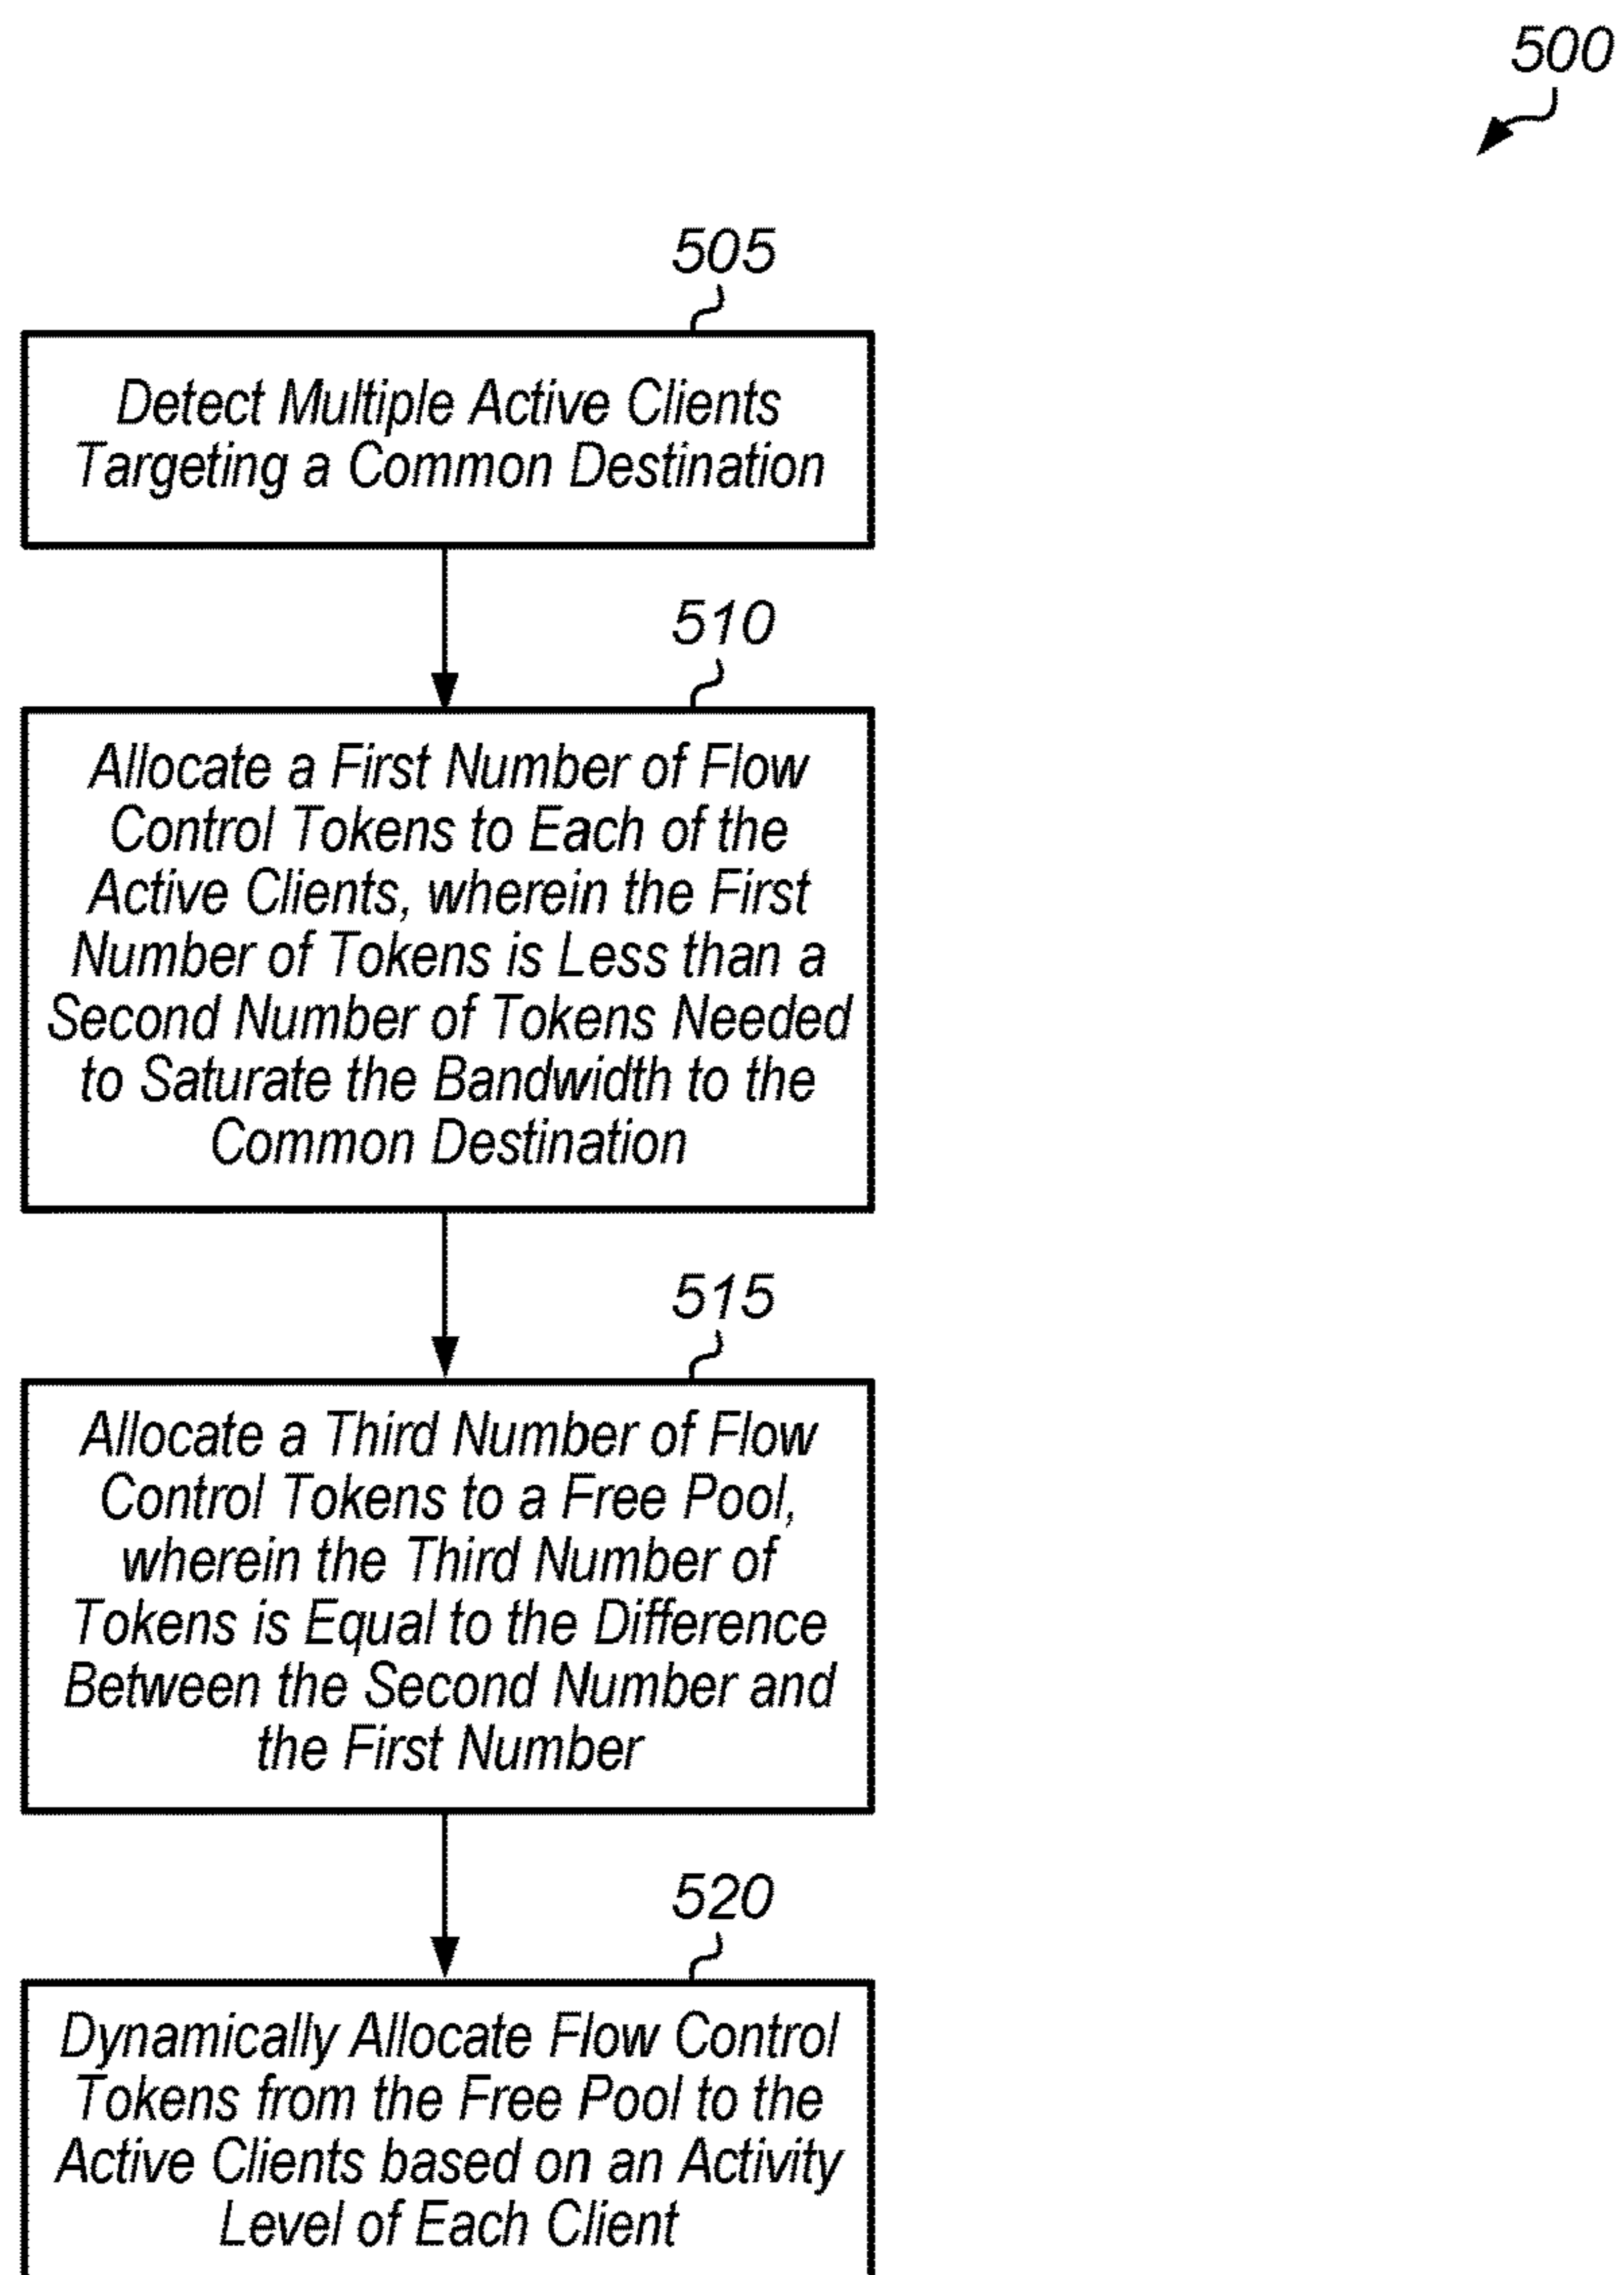 500
505
Detect Multiple Active Clients
Targeting a Common Destination
510
Allocate a First Number of Flow
Control Tokens to Each of the
Active Clients, wherein the First
Number of Tokens is Less than a
Second Number of Tokens Needed
to Saturate the Bandwidth to the
Common Destination
515
Allocate a Third Number of Flow
Control Tokens to a Free Pool,
wherein the Third Number of
Tokens is Equal to the Difference
Between the Second Number and
the First Number
520
Dynamically Allocate Flow Control
Tokens from the Free Pool to the
Active Clients based on an Activity
Level of Each Client